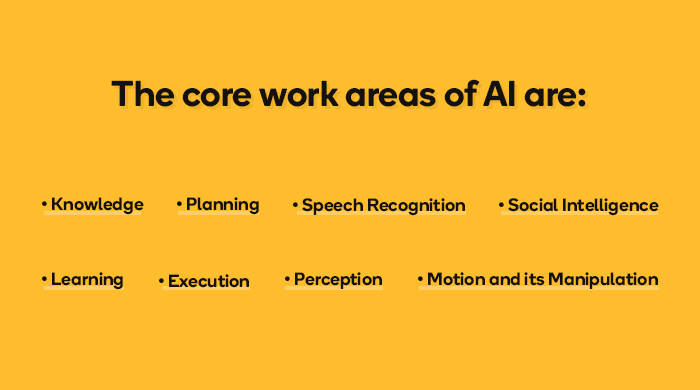 The core work areas of AI are:
• Knowledge • Planning • Speech Recognition • Social Intelligence
• Learning • Execution • Perception • Motion and its Manipulation